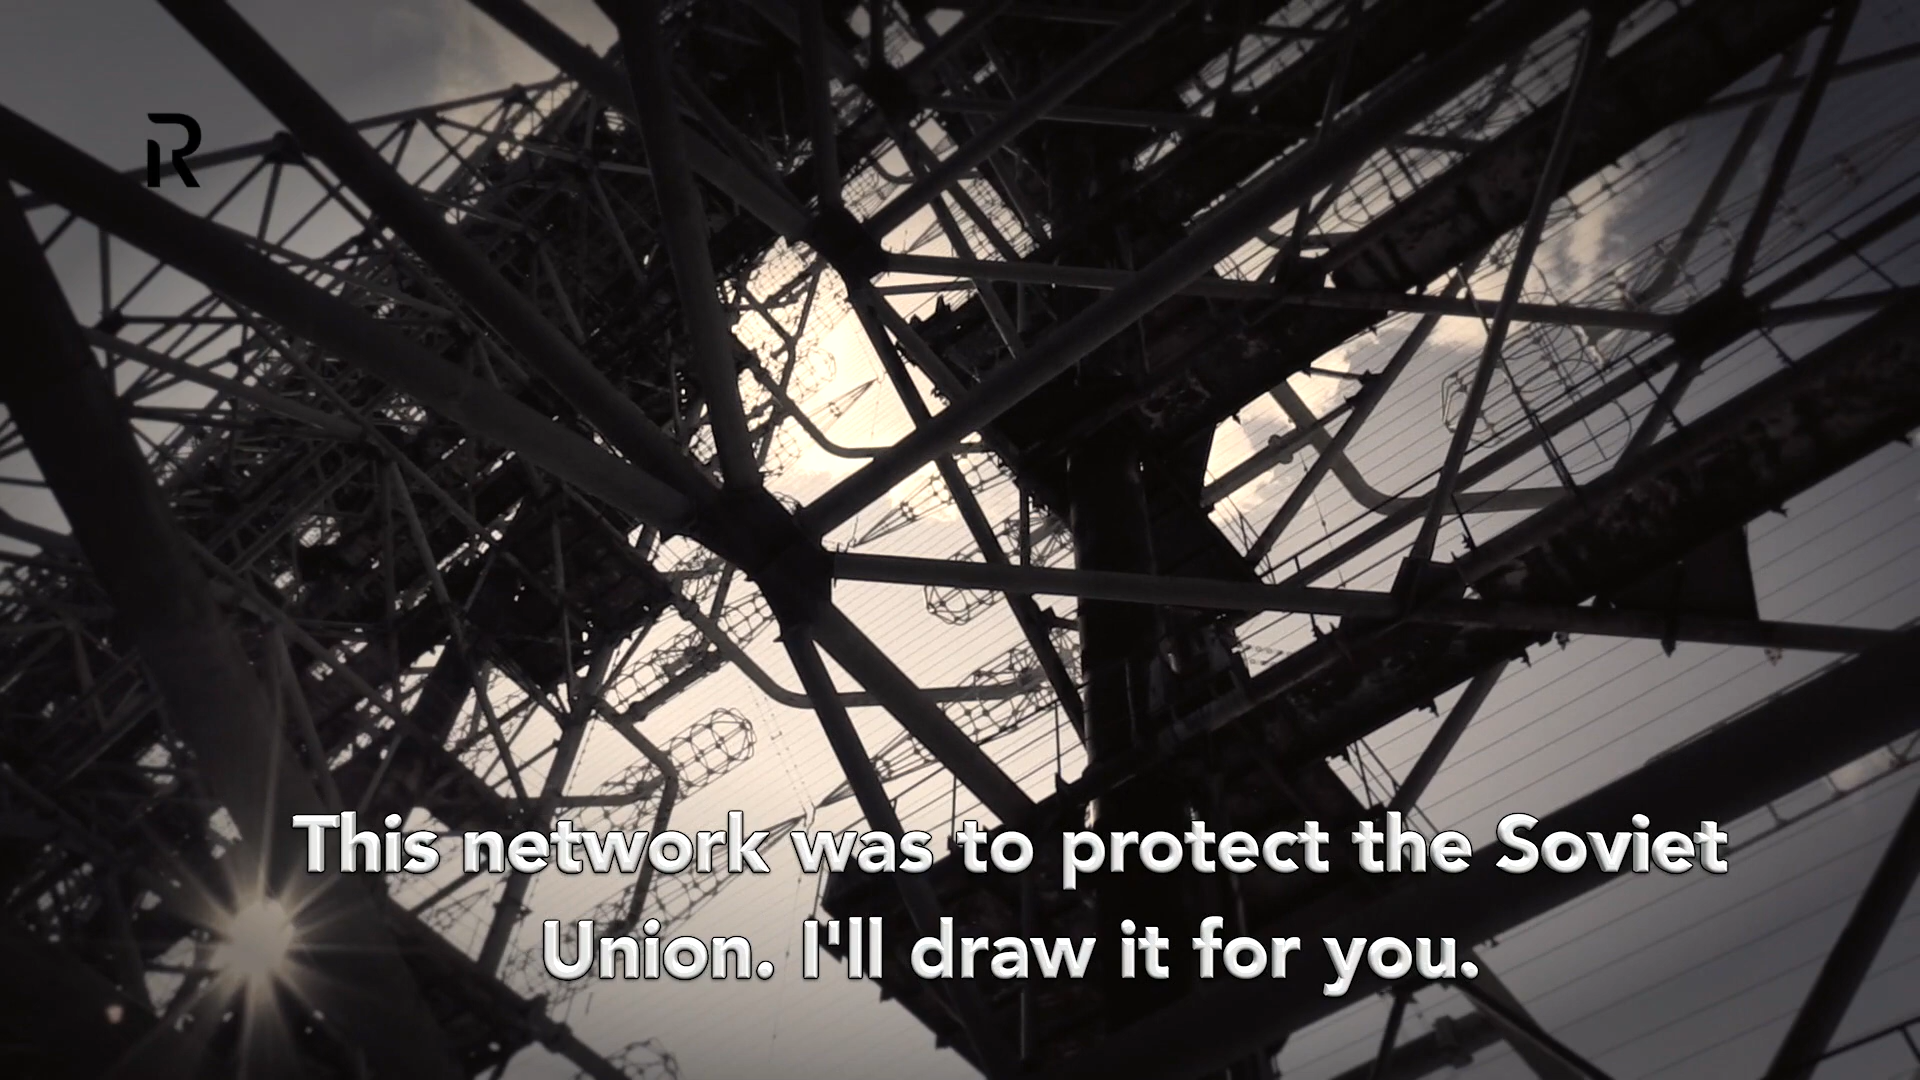 R
This network was to protect the Soviet
Union. I'll draw it for you.